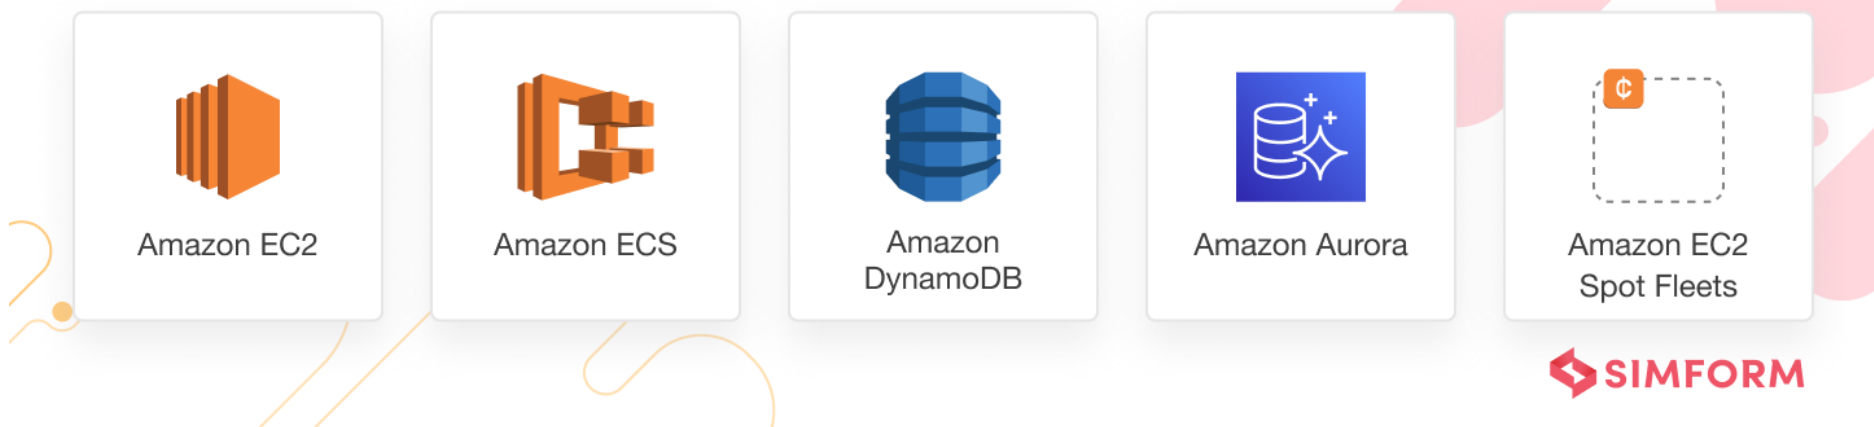 Amazon EC2
Amazon ECS
Amazon
DynamoDB
Amazon Aurora
Amazon EC2
Spot Fleets
SIMFORM